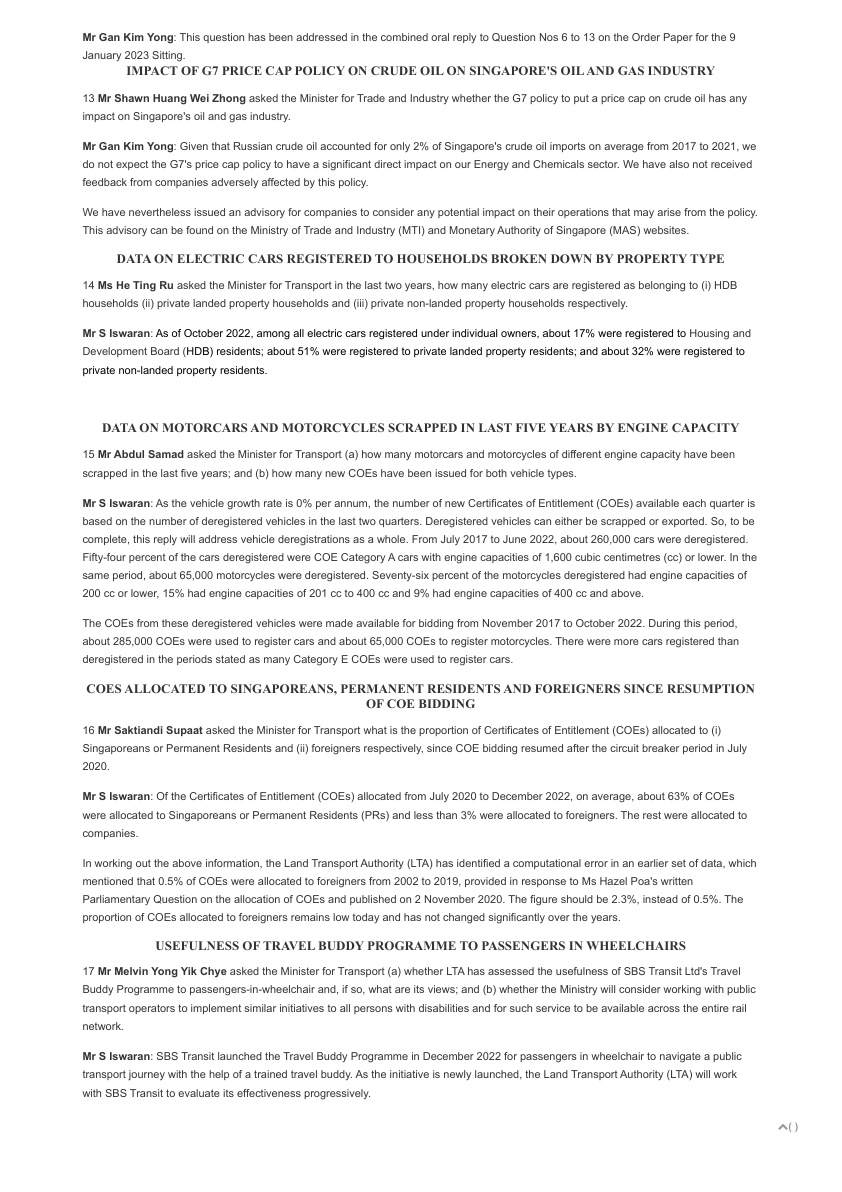 Mr Gan Kim Yong: This question has been addressed in the combined oral reply to Question Nos 6 to 13 on the Order Paper for the 9
January 2023 Sitting.
IMPACT OF G7 PRICE CAP POLICY ON CRUDE OIL ON SINGAPORE'S OIL AND GAS INDUSTRY
13 Mr Shawn Huang Wei Zhong asked the Minister for Trade and Industry whether the G7 policy to put a price cap on crude oil has any
impact on Singapore's oil and gas industry.
Mr Gan Kim Yong: Given that Russian crude oil accounted for only 2% of Singapore's crude oil imports on average from 2017 to 2021, we
do not expect the G7's price cap policy to have a significant direct impact on our Energy and Chemicals sector. We have also not received
feedback from companies adversely affected by this policy.
We have nevertheless issued an advisory for companies to consider any potential impact on their operations that may arise from the policy.
This advisory can be found on the Ministry of Trade and Industry (MTI) and Monetary Authority of Singapore (MAS) websites.
DATA ON ELECTRIC CARS REGISTERED TO HOUSEHOLDS BROKEN DOWN BY PROPERTY TYPE
14 Ms He Ting Ru asked the Minister for Transport in the last two years, how many electric cars are registered as belonging to (i) HDB
households (ii) private landed property households and (iii) private non-landed property households respectively.
Mr S Iswaran: As of October 2022, among all electric cars registered under individual owners, about 17% were registered to Housing and
Development Board (HDB) residents; about 51% were registered to private landed property residents; and about 32% were registered to
private non-landed property residents.
DATA ON MOTORCARS AND MOTORCYCLES SCRAPPED IN LAST FIVE YEARS BY ENGINE CAPACITY
15 Mr Abdul Samad asked the Minister for Transport (a) how many motorcars and motorcycles of different engine capacity have been
scrapped in the last five years; and (b) how many new COEs have been issued for both vehicle types.
Mr S Iswaran: As the vehicle growth rate is 0% per annum, the number of new Certificates of Entitlement (COEs) available each quarter is
based on the number of deregistered vehicles in the last two quarters. Deregistered vehicles can either be scrapped or exported. So, to be
complete, this reply will address vehicle deregistrations as a whole. From July 2017 to June 2022, about 260,000 cars were deregistered.
Fifty-four percent of the cars deregistered were COE Category A cars with engine capacities of 1,600 cubic centimetres (cc) or lower. In the
same period, about 65,000 motorcycles were deregistered. Seventy-six percent of the motorcycles deregistered had engine capacities of
200 cc or lower, 15% had engine capacities of 201 cc to 400 cc and 9% had engine capacities of 400 cc and above.
The COEs from these deregistered vehicles were made available for bidding from November 2017 to October 2022. During this period,
about 285,000 COEs were used to register cars and about 65,000 COEs to register motorcycles. There were more cars registered than
deregistered in the periods stated as many Category E COEs were used to register cars.
COES ALLOCATED TO SINGAPOREANS, PERMANENT RESIDENTS AND FOREIGNERS SINCE RESUMPTION
OF COE BIDDING
16 Mr Saktiandi Supaat asked the Minister for Transport what is the proportion of Certificates of Entitlement (COEs) allocated to (i)
Singaporeans or Permanent Residents and (ii) foreigners respectively, since COE bidding resumed after the circuit breaker period in July
2020.
Mr S Iswaran: Of the Certificates of Entitlement (COEs) allocated from July 2020 to December 2022, on average, about 63% of COEs
were allocated to Singaporeans or Permanent Residents (PRs) and less than 3% were allocated to foreigners. The rest were allocated to
companies.
In working out the above information, the Land Transport Authority (LTA) has identified a computational error in an earlier set of data, which
mentioned that 0.5% of COEs were allocated to foreigners from 2002 to 2019, provided in response to Ms Hazel Poa's written
Parliamentary Question on the allocation of COEs and published on 2 November 2020. The figure should be 2.3%, instead of 0.5%. The
proportion of COEs allocated to foreigners remains low today and has not changed significantly over the years.
USEFULNESS OF TRAVEL BUDDY PROGRAMME TO PASSENGERS IN WHEELCHAIRS
17 Mr Melvin Yong Yik Chye asked the Minister for Transport (a) whether LTA has assessed the usefulness of SBS Transit Ltd's Travel
Buddy Programme to passengers-in-wheelchair and, if so, what are its views; and (b) whether the Ministry will consider working with public
transport operators to implement similar initiatives to all persons with disabilities and for such service to be available across the entire rail
network.
Mr S Iswaran: SBS Transit launched the Travel Buddy Programme in December 2022 for passengers in wheelchair to navigate a public
transport journey with the help of a trained travel buddy. As the initiative is newly launched, the Land Transport Authority (LTA) will work
with SBS Transit to evaluate its effectiveness progressively.
( )